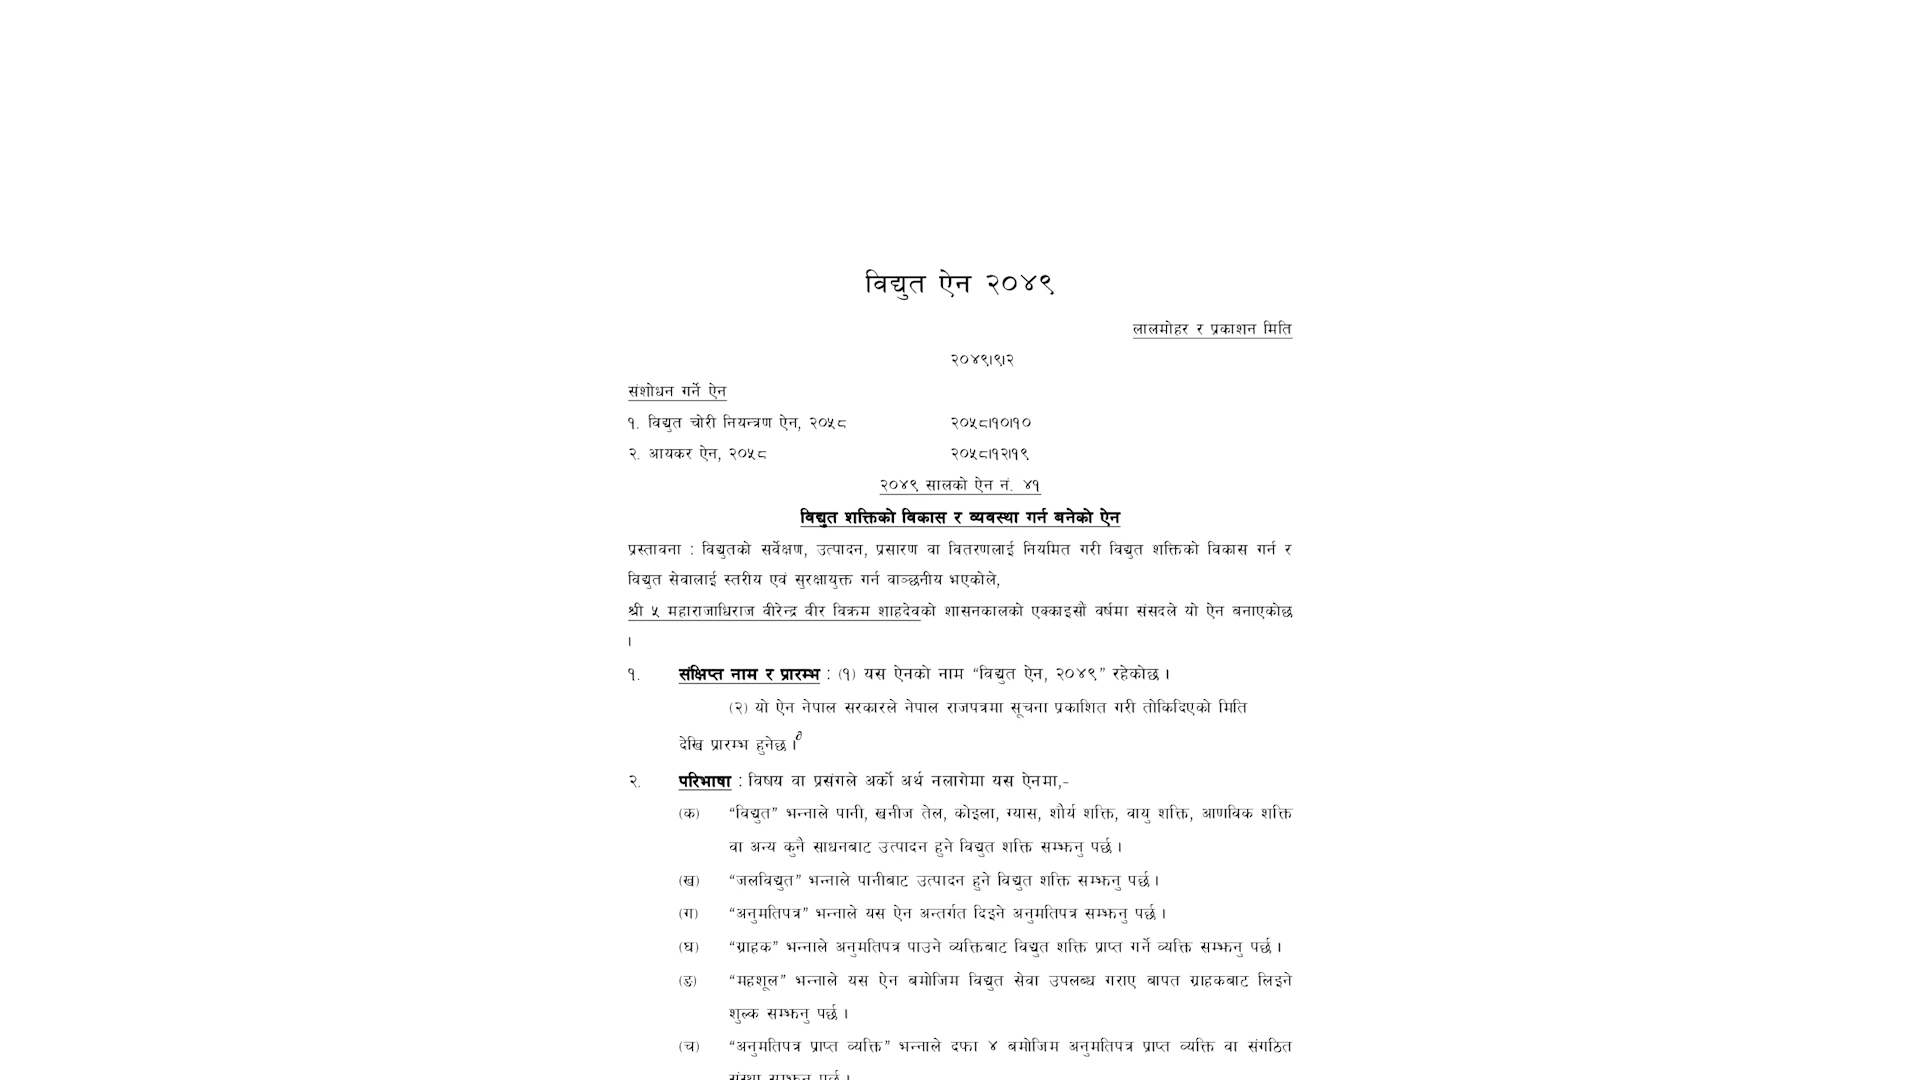 विद्युत ऐन २०४९
लालमोहर र प्रकाशन मिति
२०४९।९।२
संशोधन गर्ने ऐन
१. विद्युत चोरी नियन्त्रण ऐन, २०५८ २०५८।१०।१०
२. आयकर ऐन, २०५८ २०५८।१२।१९
२०४९ सालको ऐन नं. ४१
विद्युत शक्तिको विकास र व्यवस्था गर्न बनेको ऐन
प्रस्तावना : विद्युतको सर्वेक्षण, उत्पादन, प्रसारण वा वितरणलाई नियमित गरी विद्युत शक्तिको विकास गर्न र
विद्युत सेवालाई स्तरीय एवं सुरक्षायुक्त गर्न वाञ्छनीय भएकोले,
श्री ५ महाराजाधिराज वीरेन्द्र वीर विक्रम शाहदेवको शासनकालको एक्काइसौं वर्षमा संसदले यो ऐन बनाएकोछ
।
१. संक्षिप्त नाम र प्रारम्भ : (१) यस ऐनको नाम “विद्युत ऐन, २०४९” रहेकोछ ।
(२) यो ऐन नेपाल सरकारले नेपाल राजपत्रमा सूचना प्रकाशित गरी तोकिदिएको मिति
देखि प्रारम्भ हुनेछ ।
२. परिभाषा : विषय वा प्रसंगले अर्को अर्थ नलागेमा यस ऐनमा,-
(क) “विद्युत” भन्नाले पानी, खनीज तेल, कोइला, ग्यास, शौर्य शक्ति, वायु शक्ति, आणविक शक्ति
वा अन्य कुनै साधनबाट उत्पादन हुने विद्युत शक्ति सम्झनु पर्छ ।
(ख) “जलविद्युत” भन्नाले पानीबाट उत्पादन हुने विद्युत शक्ति सम्झनु पर्छ ।
(ग) “अनुमतिपत्र” भन्नाले यस ऐन अन्तर्गत दिइने अनुमतिपत्र सम्झनु पर्छ ।
(घ) “ग्राहक” भन्नाले अनुमतिपत्र पाउने व्यक्तिबाट विद्युत शक्ति प्राप्त गर्ने व्यक्ति सम्झनु पर्छ ।
(ङ) “महशूल” भन्नाले यस ऐन बमोजिम विद्युत सेवा उपलब्ध गराए बापत ग्राहकबाट लिइने
शुल्क सम्झनु पर्छ ।
(च) “अनुमतिपत्र प्राप्त व्यक्ति” भन्नाले दफा ४ बमोजिम अनुमतिपत्र प्राप्त व्यक्ति वा संगठित
संस्था सम्झनु पर्छ ।